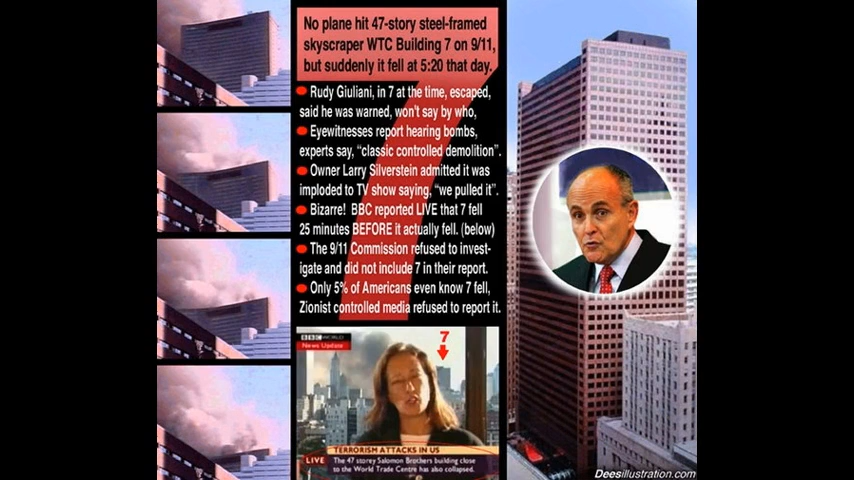 No plane hit 47-story steel-framed
skyscraper WTC Building 7 on 9/11,
but suddenly it fell at 5:20 that day.
Rudy Giuliani, in 7 at the time, escaped,
said he was warned, won't say by who,
Eyewitnesses report hearing bombs,
experts say, “classic controlled demolition”.
Owner Larry Silverstein admitted it was
imploded to TV show saying, “we pulled it”.
Bizarre! BBC reported LIVE that 7 fell
25 minutes BEFORE it actually fell. (below)
The 9/11 Commission refused to invest-
igate and did not include 7 in their report.
Only 5% of Americans even know 7 fell,
Zionist controlled media refused to report it.
BBC WORLD
News Update
7
TERRORISM ATTACKS IN US
LIVE
The 47 storey Salomon Brothers building close
to the World Trade Centre has also collapsed.
Deesillustration.com